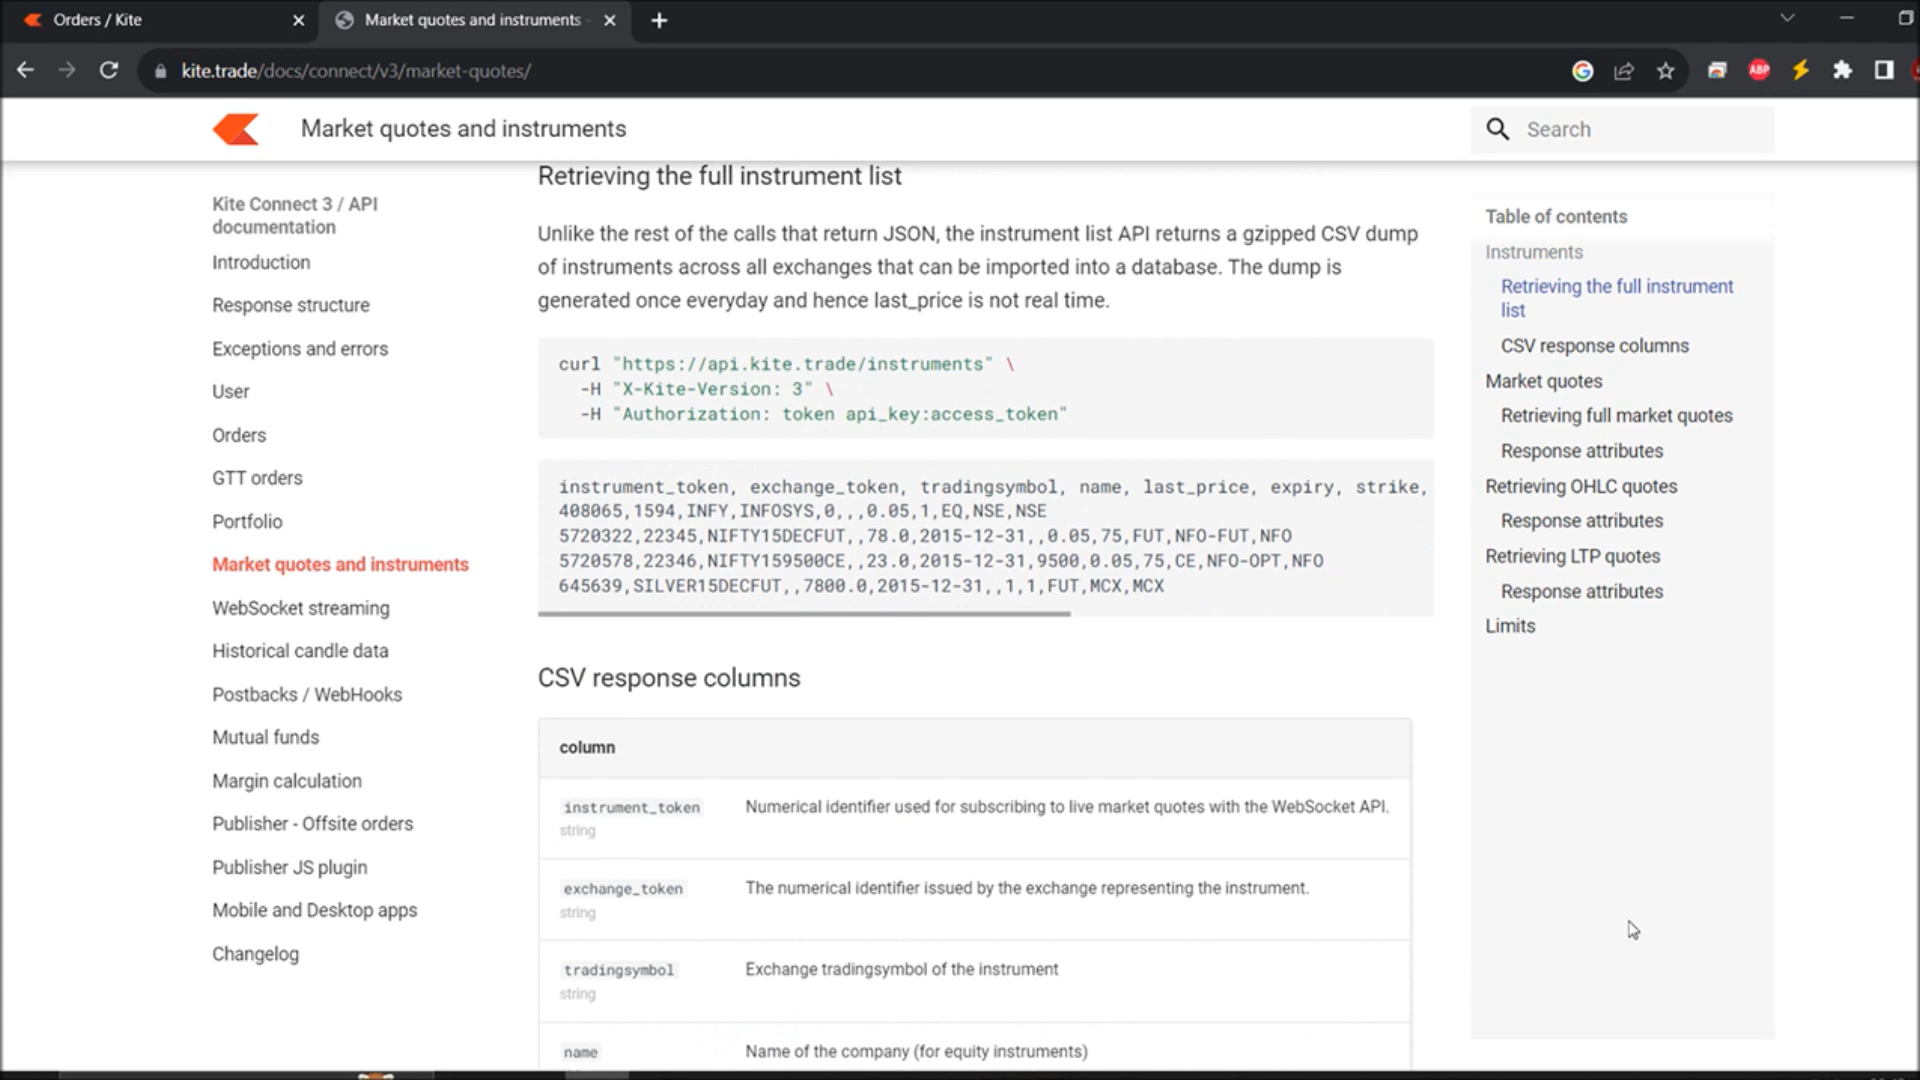 Orders / Kite
Market quotes and instruments
kite.trade/docs/connect/v3/market-quotes/
ABP
Market quotes and instruments
Search
Kite Connect 3 / API
documentation
Introduction
Response structure
Exceptions and errors
User
Orders
GTT orders
Portfolio
Market quotes and instruments
WebSocket streaming
Historical candle data
Postbacks / WebHooks
Mutual funds
Margin calculation
Publisher - Offsite orders
Publisher JS plugin
Mobile and Desktop apps
Changelog
Retrieving the full instrument list
Unlike the rest of the calls that return JSON, the instrument list API returns a gzipped CSV dump
of instruments across all exchanges that can be imported into a database. The dump is
generated once everyday and hence last_price is not real time.
curl "https://api.kite.trade/instruments" \
-H "X-Kite-Version: 3" \
-H "Authorization: token api_key:access_token"
instrument_token, exchange_token, tradingsymbol, name, last_price, expiry, strike,
408065,1594,INFY,INFOSYS,0,,,0.05,1,EQ,NSE,NSE
5720322,22345,NIFTY15DECFUT,,78.0,2015-12-31,,0.05,75,FUT,NFO-FUT,NFO
5720578,22346,NIFTY159500CE,,23.0,2015-12-31,9500,0.05,75,CE,NFO-OPT,NFO
645639,SILVER15DECFUT,,7800.0,2015-12-31,,1,1,FUT,MCX,MCX
CSV response columns
column
instrument_token
string
Numerical identifier used for subscribing to live market quotes with the WebSocket API.
exchange_token
string
The numerical identifier issued by the exchange representing the instrument.
tradingsymbol
string
Exchange tradingsymbol of the instrument
name
Name of the company (for equity instruments)
Table of contents
Instruments
Retrieving the full instrument
list
CSV response columns
Market quotes
Retrieving full market quotes
Response attributes
Retrieving OHLC quotes
Response attributes
Retrieving LTP quotes
Response attributes
Limits